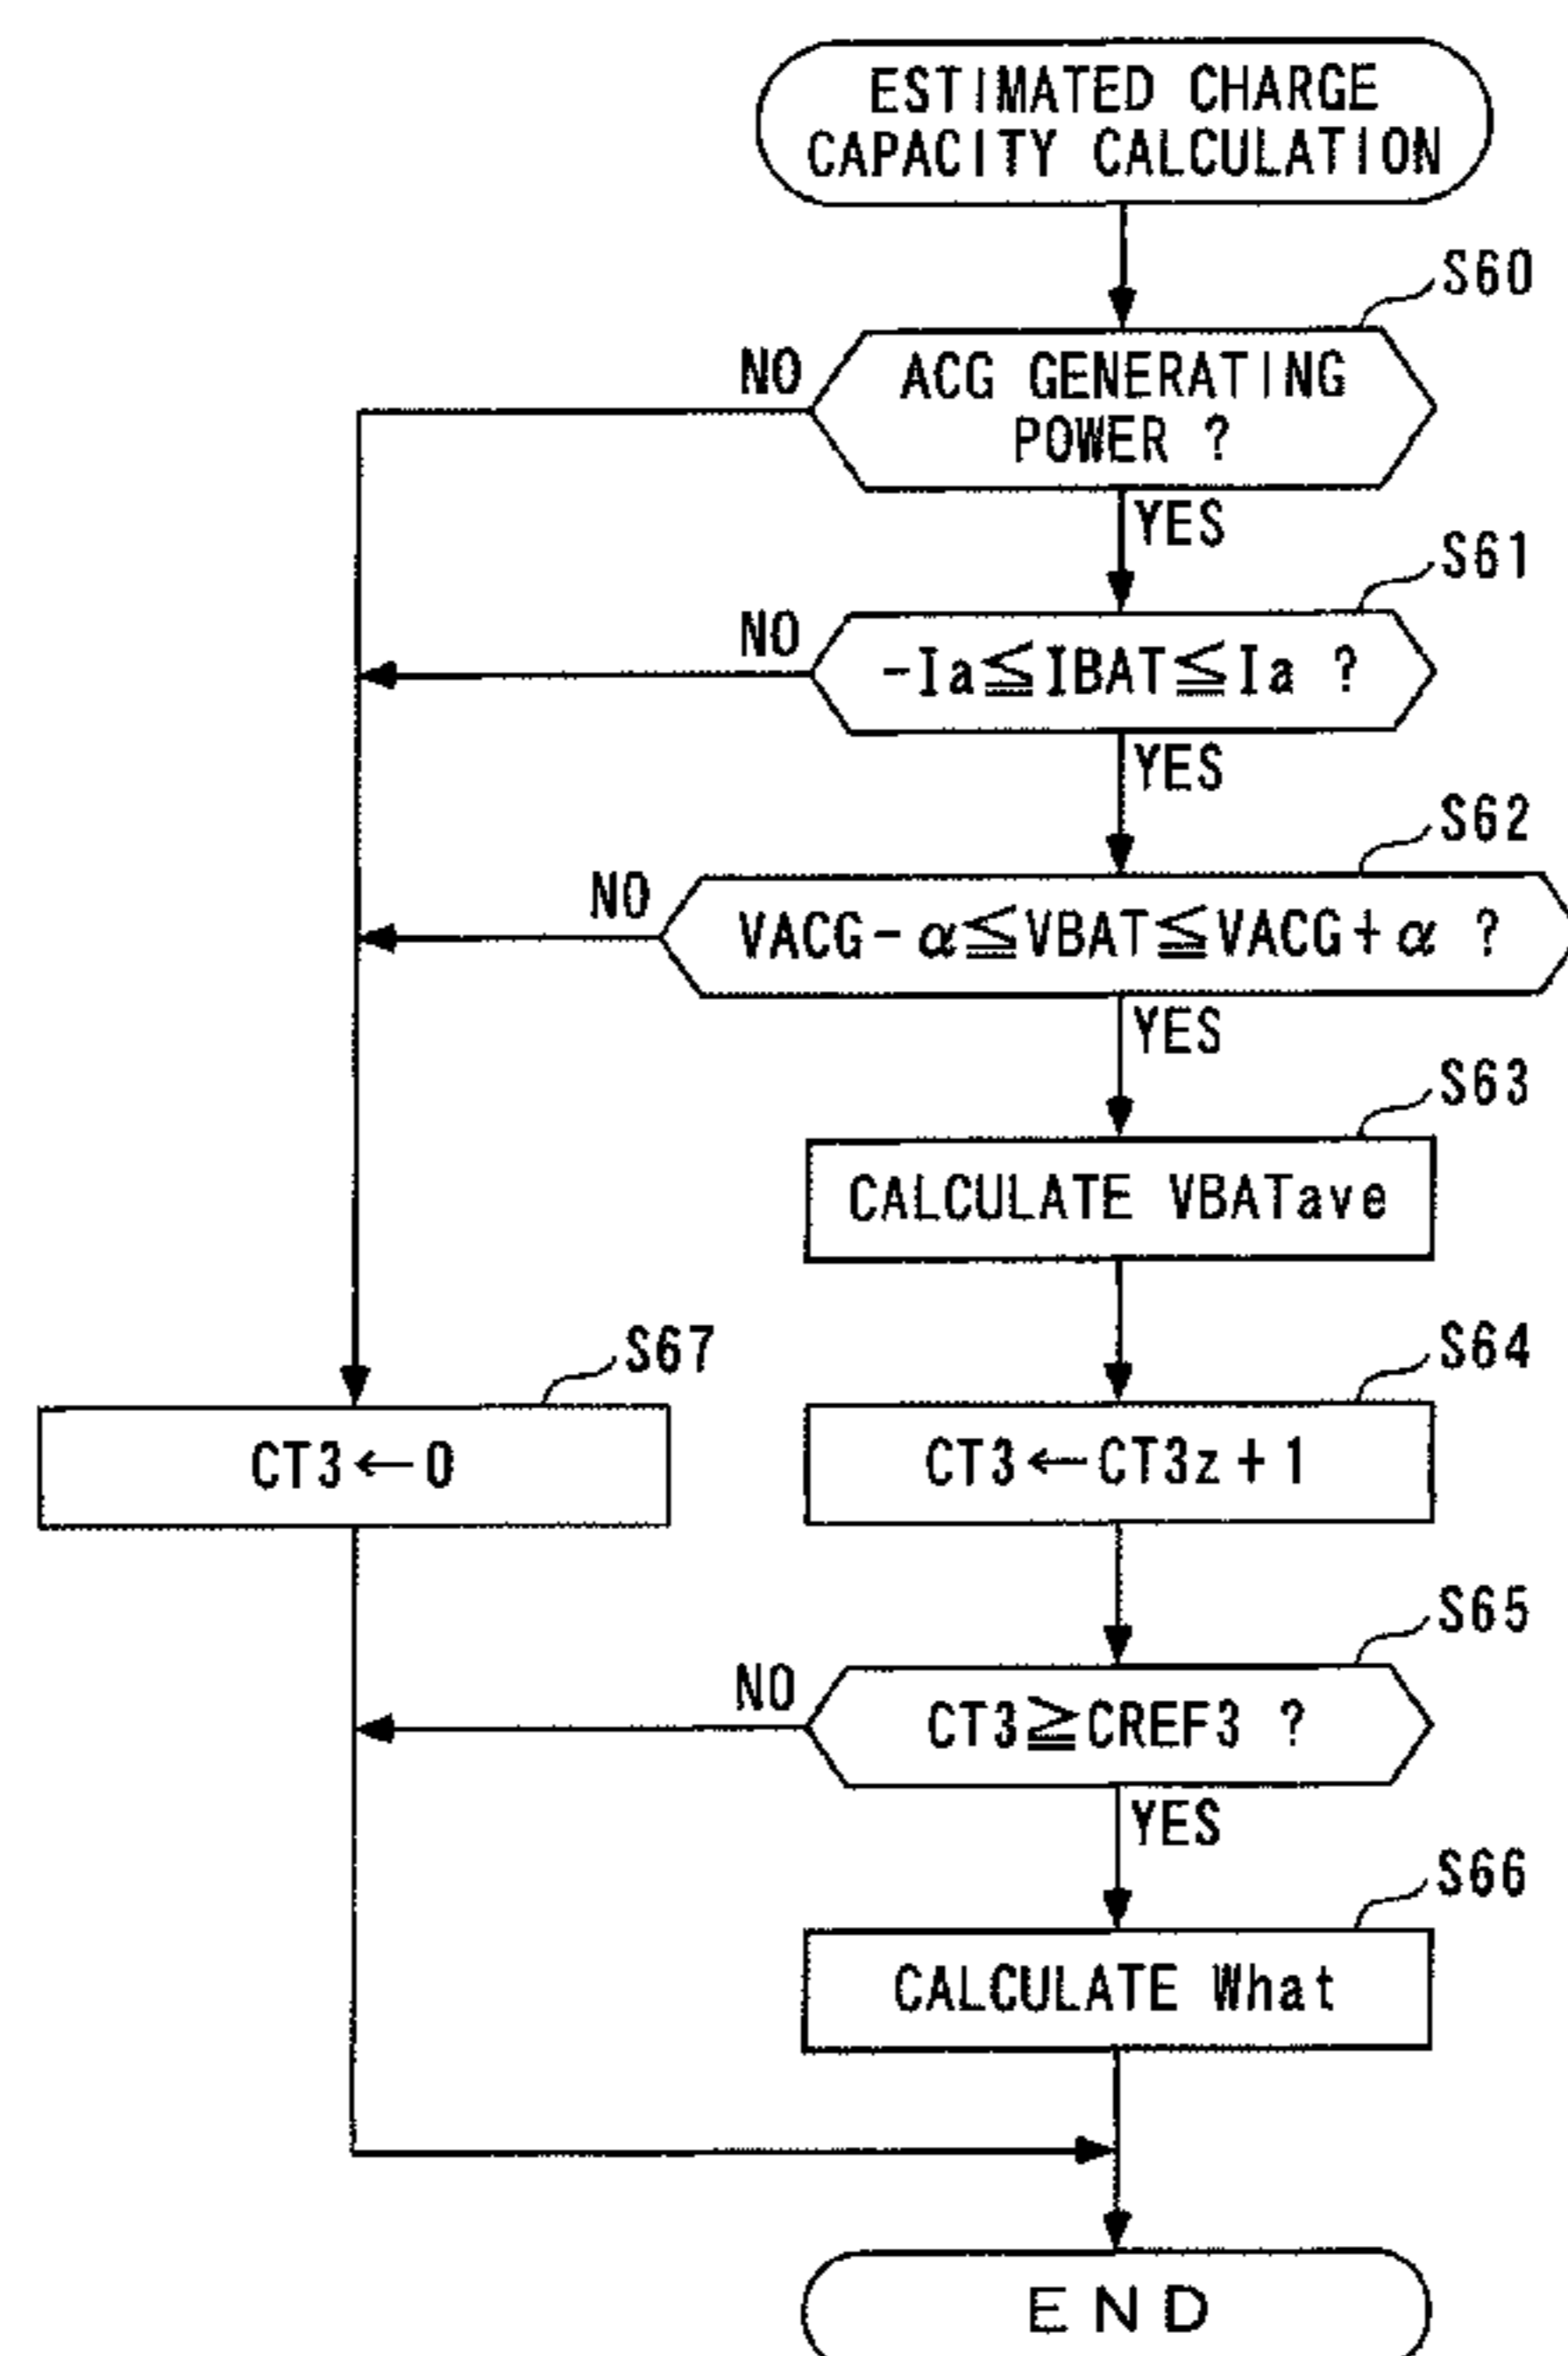 ESTIMATED CHARGE
CAPACITY CALCULATION
S60
NO
ACG GENERATING
POWER ?
YES
S61
NO
-Ia≦IBAT≦Ia ?
YES
S62
NO
VACG-α≦VBAT≦VACG+α ?
YES
S63
CALCULATE VBATave
S67
S64
CT3←0
CT3←CT3z+1
S65
NO
CT3≧CREF3 ?
YES
S66
CALCULATE What
END